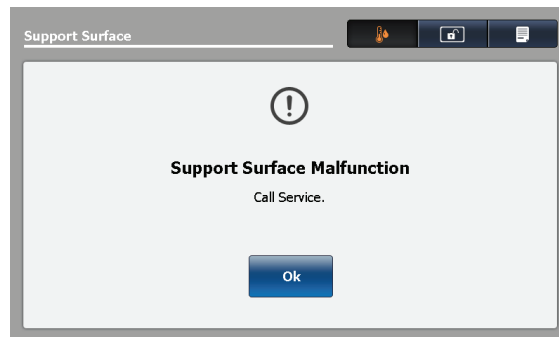 Support Surface
Support Surface Malfunction
Call Service.
Ok